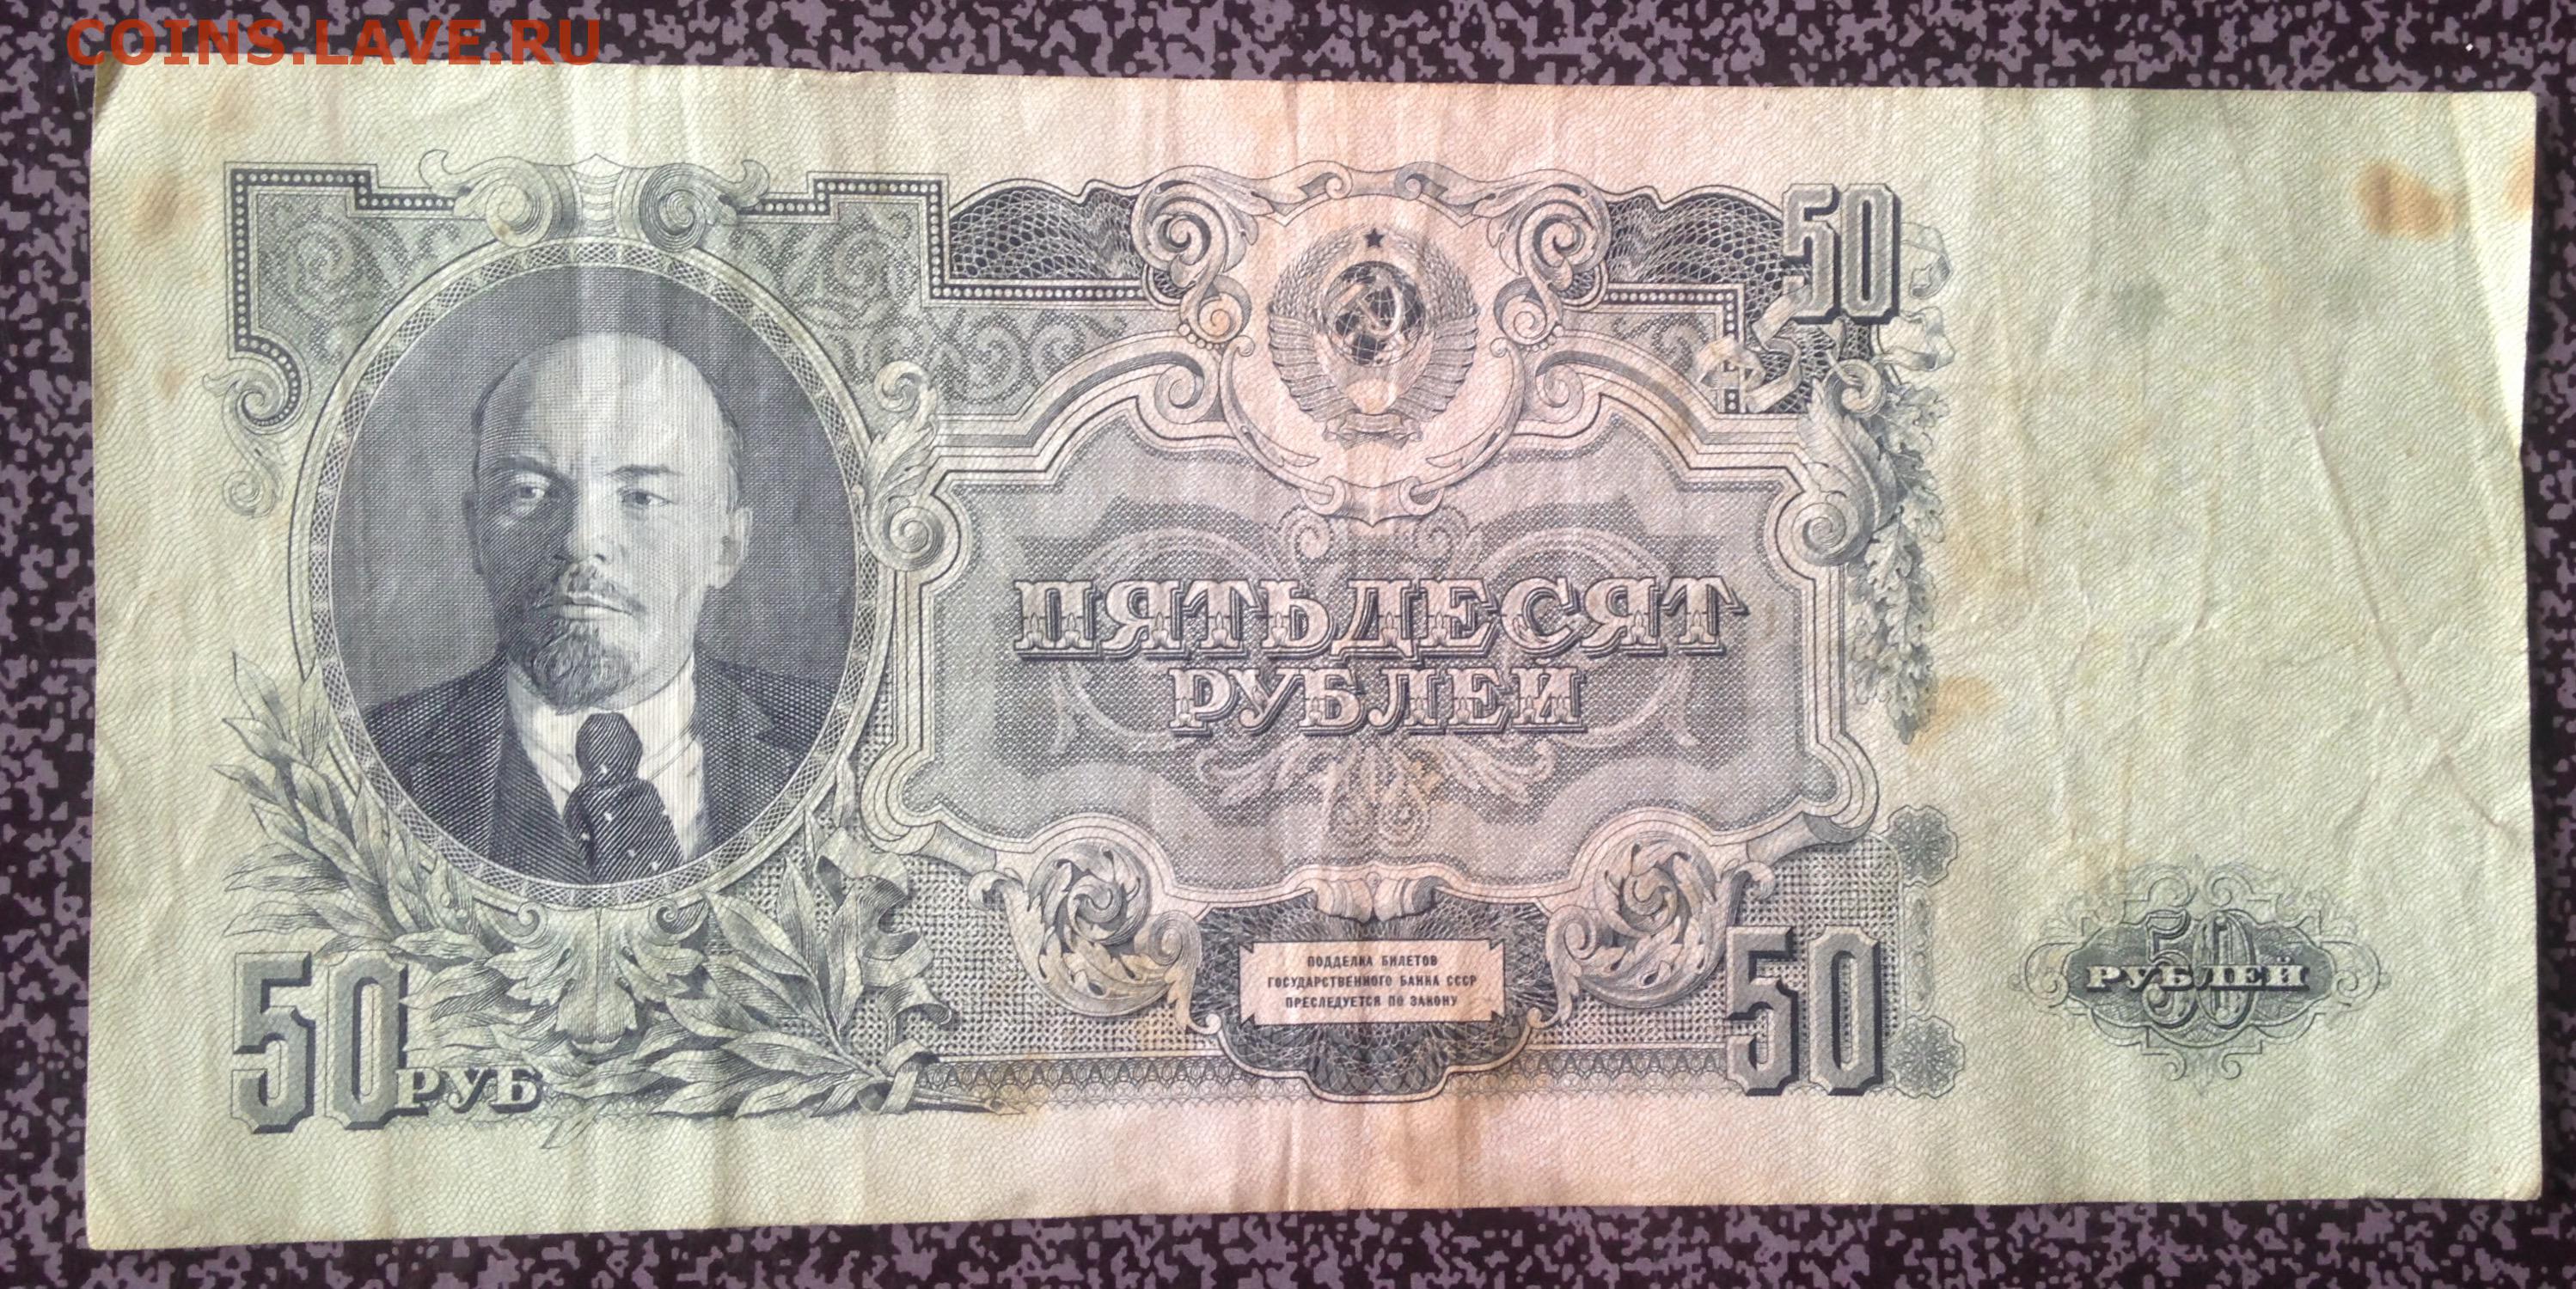 COINS.LAVE.RU
50
ПЯТЬДЕСЯТ
РУБЛЕЙ
ПОДДЕЛКА БИЛЕТОВ
ГОСУДАРСТВЕННОГО БАНКА СССР
ПРЕСЛЕДУЕТСЯ ПО ЗАКОНУ
50 РУБ
50
50
РУБЛЕЙ